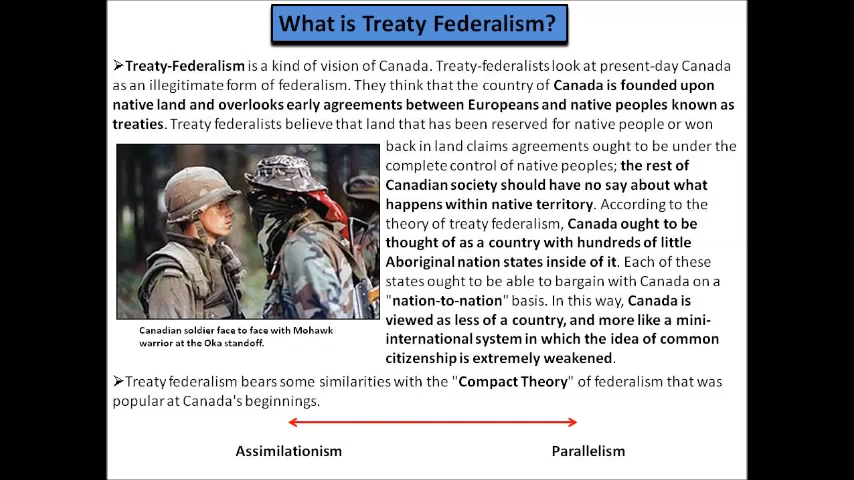 What is Treaty Federalism?
➢Treaty-Federalism is a kind of vision of Canada. Treaty-federalists look at present-day Canada
as an illegitimate form of federalism. They think that the country of Canada is founded upon
native land and overlooks early agreements between Europeans and native peoples known as
treaties. Treaty federalists believe that land that has been reserved for native people or won
back in land claims agreements ought to be under the
complete control of native peoples; the rest of
Canadian society should have no say about what
happens within native territory. According to the
theory of treaty federalism, Canada ought to be
thought of as a country with hundreds of little
Aboriginal nation states inside of it. Each of these
states ought to be able to bargain with Canada on a
"nation-to-nation" basis. In this way, Canada is
viewed as less of a country, and more like a mini-
international system in which the idea of common
citizenship is extremely weakened.
Canadian soldier face to face with Mohawk
warrior at the Oka standoff.
➢Treaty federalism bears some similarities with the "Compact Theory" of federalism that was
popular at Canada's beginnings.
Assimilationism Parallelism